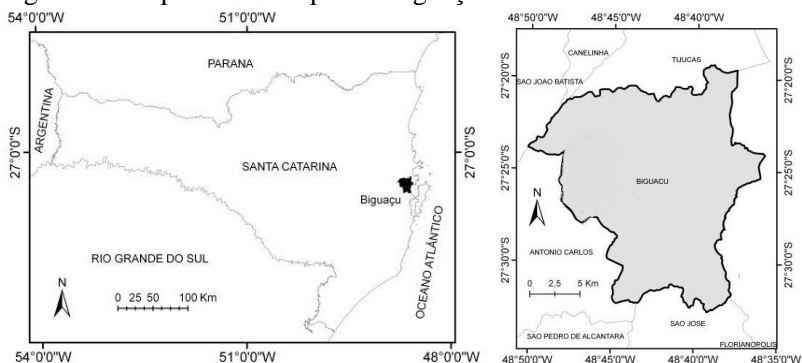 54°0'0"W
51°0'0"W
PARANA
ARGENTINA
27°0'0"S
27°0'0"S
SANTA CATARINA
Biguaçu
OCEANO ATLÂNTICO
RIO GRANDE DO SUL
N
0 25 50 100 Km
54°0'0"W
51°0'0"W
48°0'0"W
48°50'0"W
48°45'0"W
48°40'0"W
CANELINHA
TIJUCAS
27°20'0"S
27°20'0"S
SAO JOAO BATISTA
27°25'0"S
27°25'0"S
BIGUACU
N
ANTONIO CARLOS
27°30'0"S
27°30'0"S
0 2,5 5 Km
SAO JOSE
SAO PEDRO DE ALCANTARA
FLORIANOPOLIS
48°50'0"W
48°45'0"W
48°40'0"W
48°35'0"W